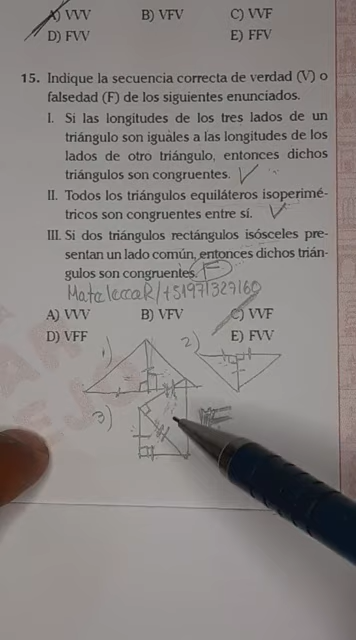 A) VVV B) VFV C) VVF
D) FVV E) FFV
15. Indique la secuencia correcta de verdad (V) o
falsedad (F) de los siguientes enunciados.
I. Si las longitudes de los tres lados de un
triángulo son iguales a las longitudes de los
lados de otro triángulo, entonces dichos
triángulos son congruentes. V
II. Todos los triángulos equiláteros isoperimé-
tricos son congruentes entre sí. V
III. Si dos triángulos rectángulos isósceles pre-
sentan un lado común, entonces dichos trián-
gulos son congruentes. F
A) VVV B) VFV C) VVF
D) VFF E) FVV
1) 2)
3)